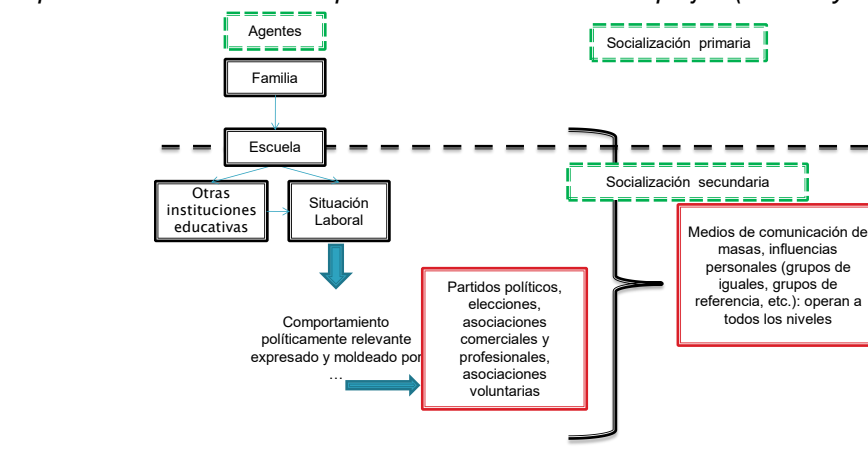 Agentes
Socialización primaria
Familia
Escuela
Socialización secundaria
Otras
instituciones
educativas
Situación
Laboral
Medios de comunicación de
masas, influencias
personales (grupos de
iguales, grupos de
referencia, etc.): operan a
todos los niveles
Comportamiento
políticamente relevante
expresado y moldeado por
…
Partidos políticos,
elecciones,
asociaciones
comerciales y
profesionales,
asociaciones
voluntarias